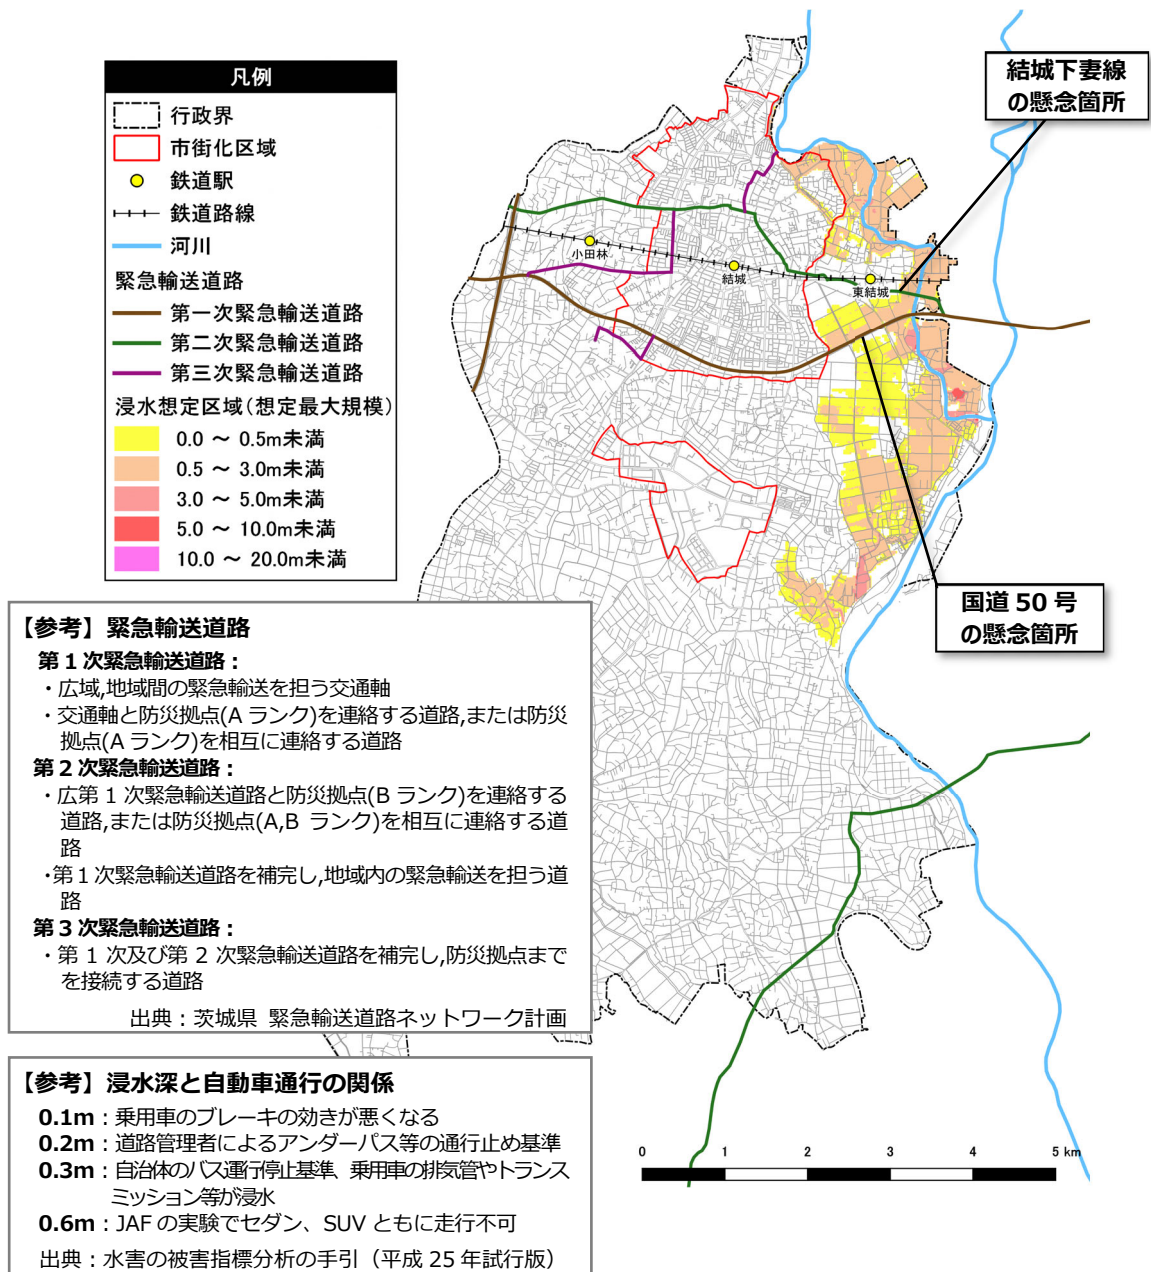 凡例
行政界
市街化区域
鉄道駅
鉄道路線
河川
緊急輸送道路
第一次緊急輸送道路
第二次緊急輸送道路
第三次緊急輸送道路
浸水想定区域(想定最大規模)
0.0 ～ 0.5m未満
0.5 ～ 3.0m未満
3.0 ～ 5.0m未満
5.0 ～ 10.0m未満
10.0 ～ 20.0m未満
結城下妻線
の懸念箇所
小田林
結城
東結城
国道 50 号
の懸念箇所
【参考】緊急輸送道路
第 1 次緊急輸送道路：
・広域,地域間の緊急輸送を担う交通軸
・交通軸と防災拠点(A ランク)を連絡する道路,または防災
拠点(A ランク)を相互に連絡する道路
第 2 次緊急輸送道路：
・広第 1 次緊急輸送道路と防災拠点(B ランク)を連絡する
道路,または防災拠点(A,B ランク)を相互に連絡する道
路
・第 1 次緊急輸送道路を補完し,地域内の緊急輸送を担う道
路
第 3 次緊急輸送道路：
・第 1 次及び第 2 次緊急輸送道路を補完し,防災拠点まで
を接続する道路
出典：茨城県 緊急輸送道路ネットワーク計画
【参考】浸水深と自動車通行の関係
0.1m：乗用車のブレーキの効きが悪くなる
0.2m：道路管理者によるアンダーパス等の通行止め基準
0.3m：自治体のバス運行停止基準、乗用車の排気管やトランス
ミッション等が浸水
0.6m：JAF の実験でセダン、SUV ともに走行不可
出典：水害の被害指標分析の手引（平成 25 年試行版）
0 1 2 3 4 5 km